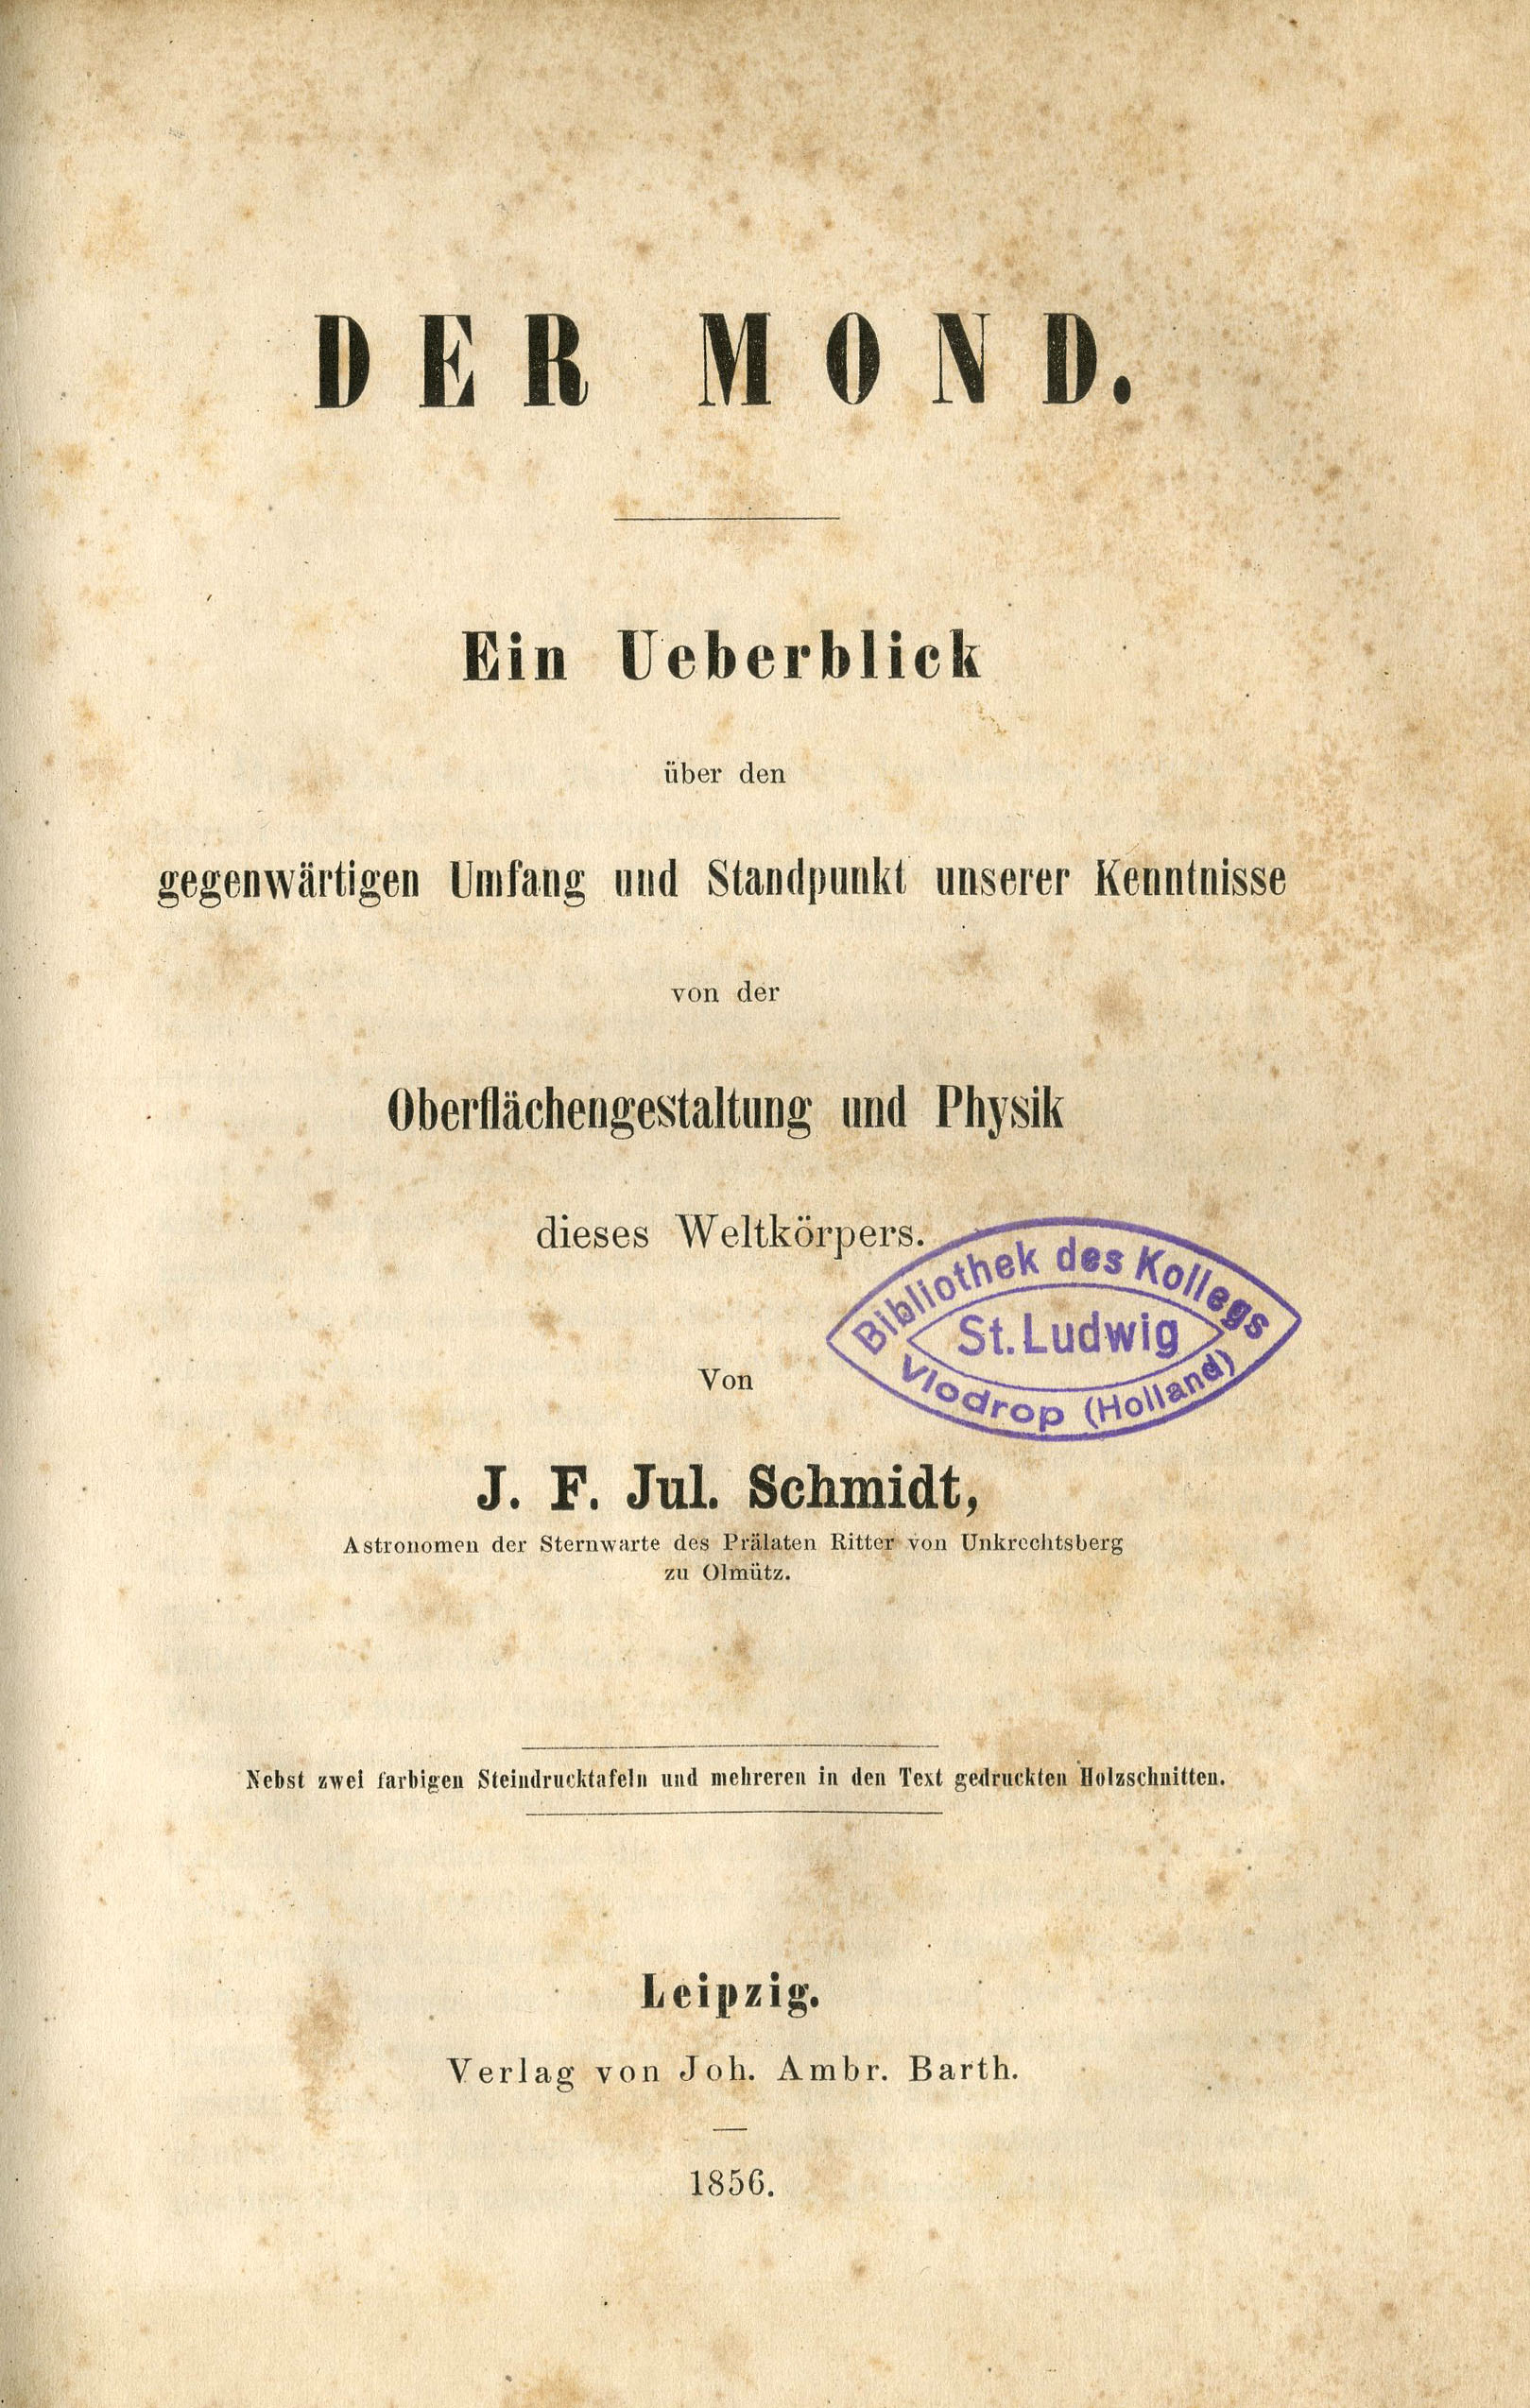 DER MOND.
Ein Ueberblick
über den
gegenwärtigen Umfang und Standpunkt unserer Kenntnisse
von der
Oberflächengestaltung und Physik
dieses Weltkörpers.
Bibliothek des Kollegs
St. Ludwig
Vlodrop (Holland)
Von
J. F. Jul. Schmidt,
Astronomen der Sternwarte des Prälaten Ritter von Unkrechtsberg
zu Olmütz.
Nebst zwei farbigen Steindrucktafeln und mehreren in den Text gedruckten Holzschnitten.
Leipzig.
Verlag von Joh. Ambr. Barth.
1856.